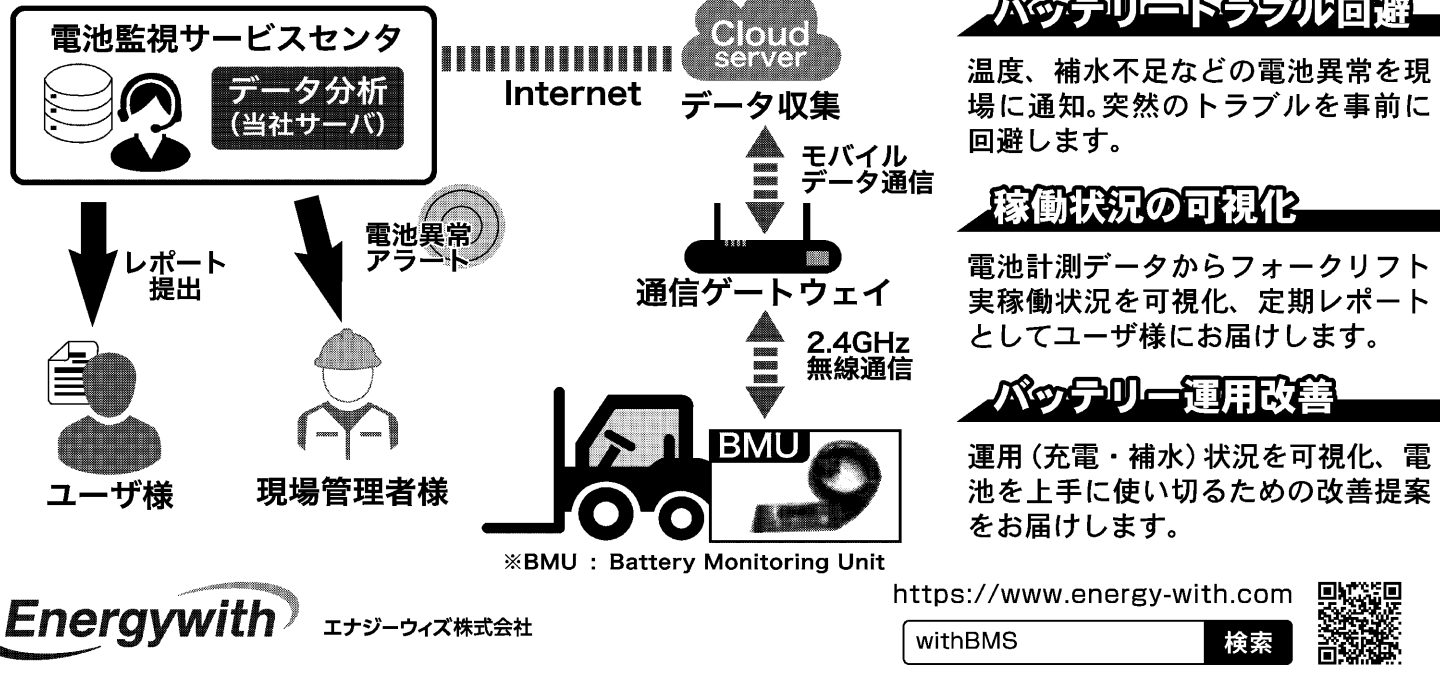 電池監視サービスセンタ
データ分析
(当社サーバ)
Internet
Cloud
server
データ収集
モバイル
データ通信
通信ゲートウェイ
2.4GHz
無線通信
レポート
提出
電池異常
アラート
ユーザ様
現場管理者様
BMU
※BMU : Battery Monitoring Unit
バッテリートラブル回避
温度、補水不足などの電池異常を現
場に通知。突然のトラブルを事前に
回避します。
稼働状況の可視化
電池計測データからフォークリフト
実稼働状況を可視化、定期レポート
としてユーザ様にお届けします。
バッテリー運用改善
運用(充電・補水)状況を可視化、電
池を上手に使い切るための改善提案
をお届けします。
Energywith
エナジーウィズ株式会社
https://www.energy-with.com
withBMS
検索